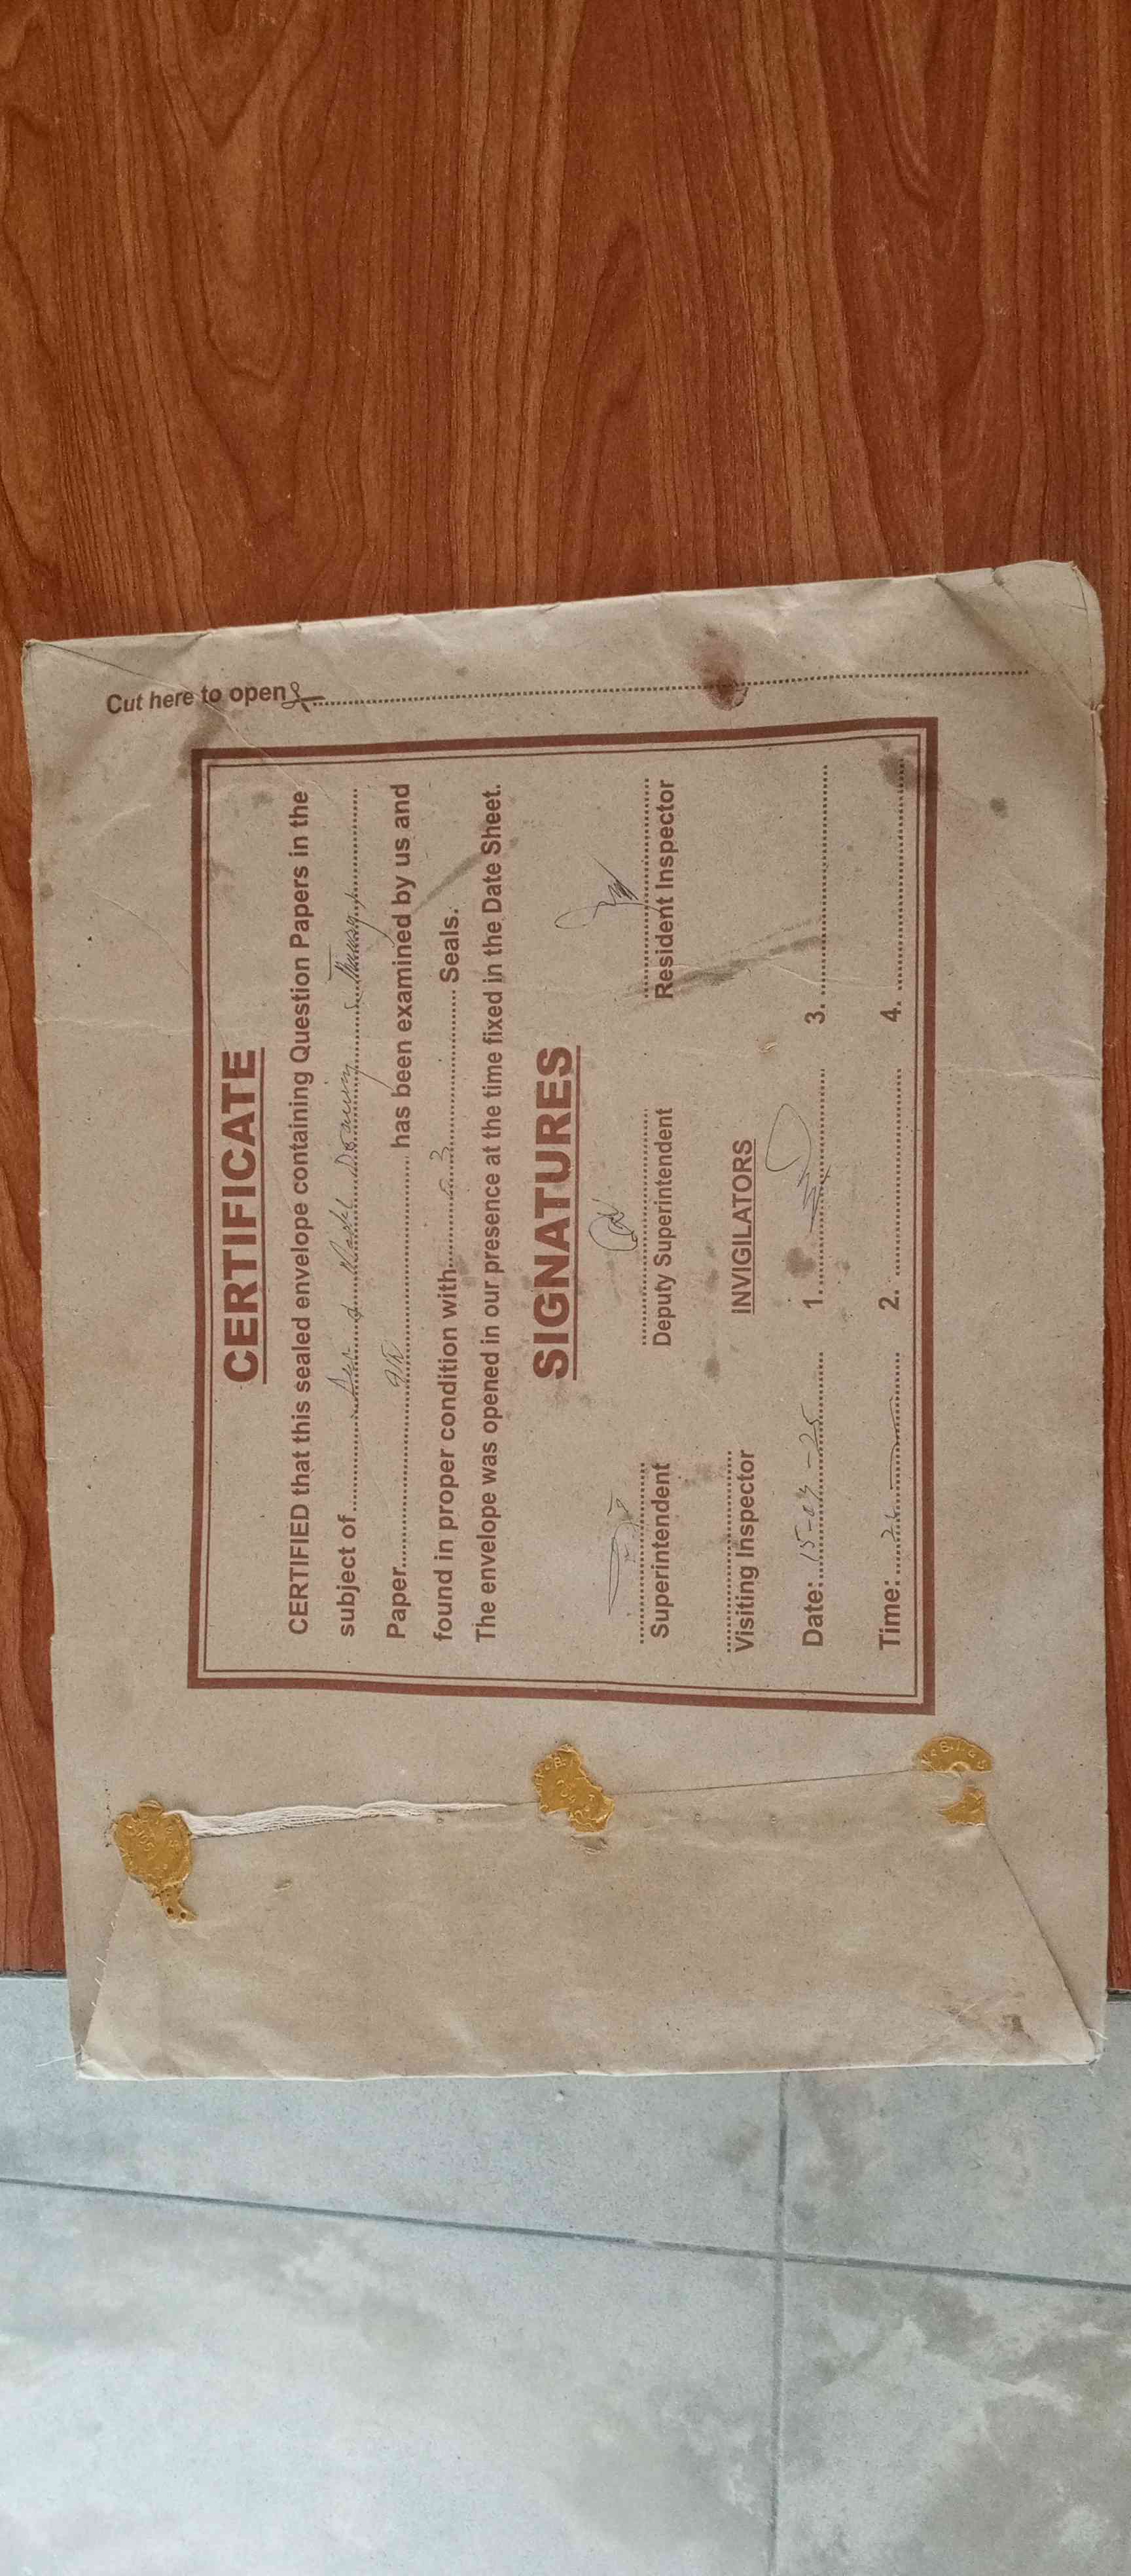 Cut here to open
CERTIFICATE
CERTIFIED that this sealed envelope containing Question Papers in the
subject of.......... & ..... Drawing ..........
Paper.......... has been examined by us and
found in proper condition with.......... 3 .......... Seals.
The envelope was opened in our presence at the time fixed in the Date Sheet.
SIGNATURES
Superintendent Deputy Superintendent Resident Inspector
Visiting Inspector INVIGILATORS
Date: 15-04-25 1. 3.
Time: 2. 4.